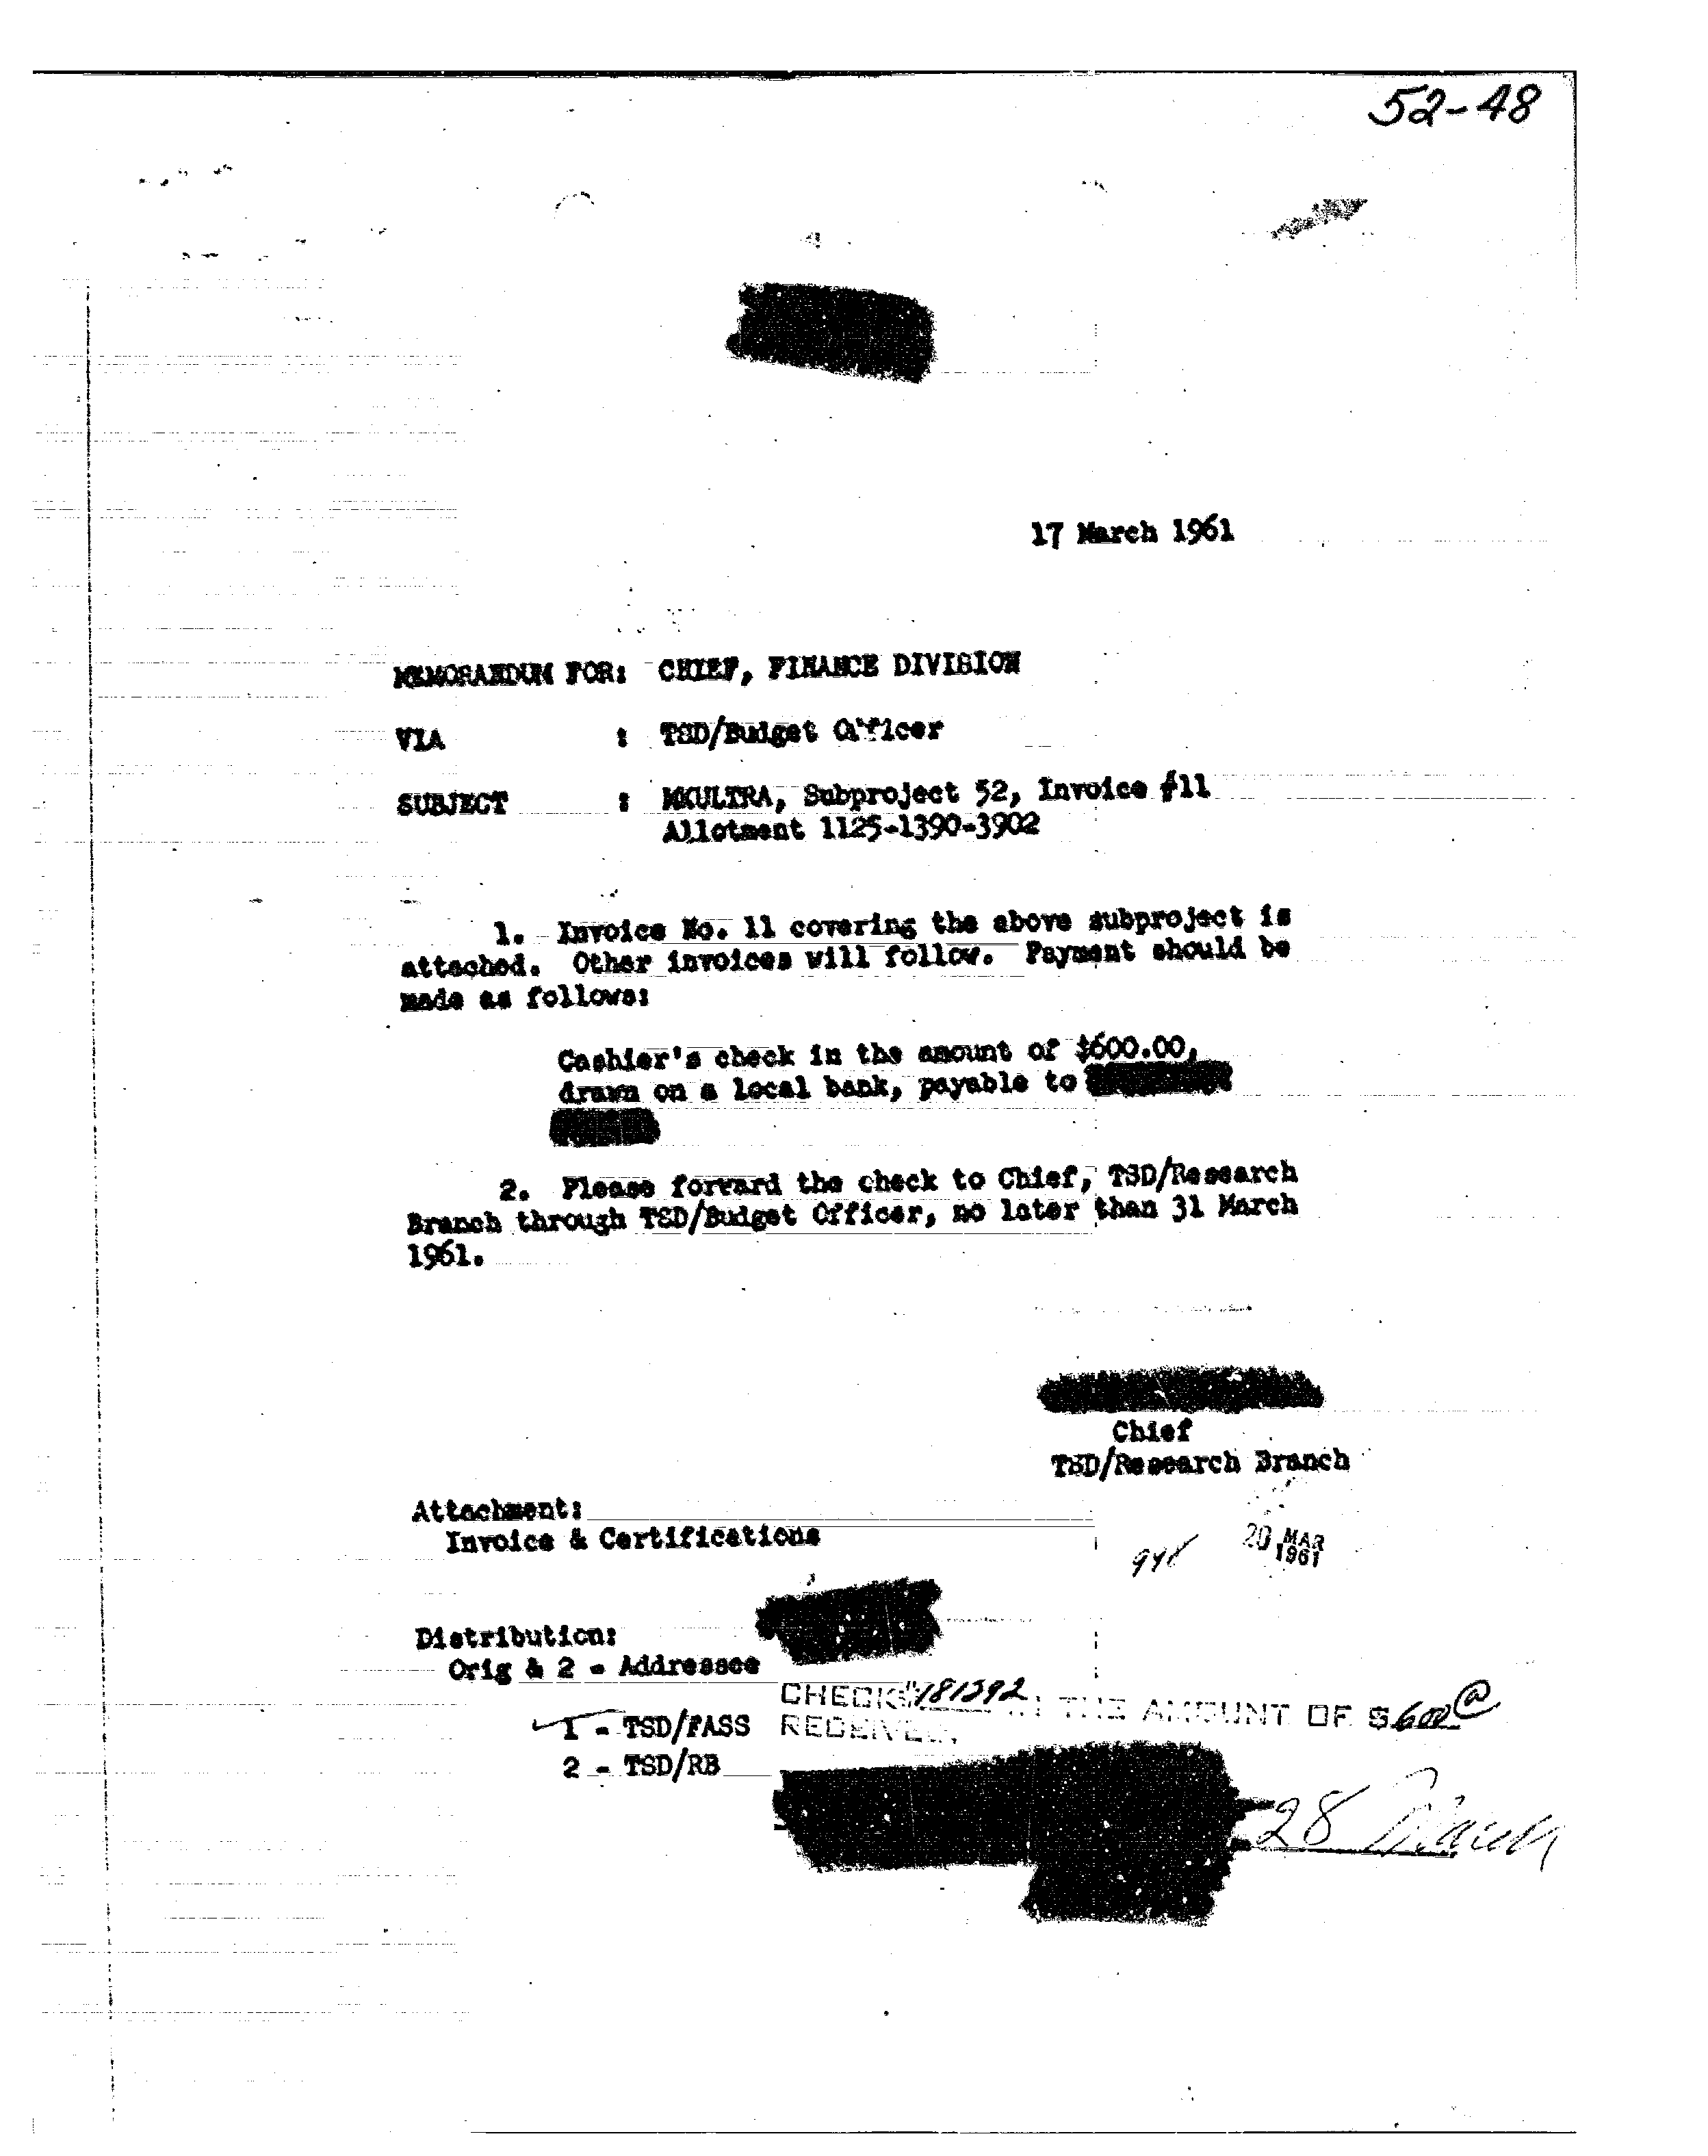 52-48
17 March 1961
MEMORANDUM FOR: CHIEF, FINANCE DIVISION
VIA : TSD/Budget Officer
SUBJECT : MKULTRA, Subproject 52, Invoice #11
Allotment 1125-1390-3902
1. Invoice No. 11 covering the above subproject is
attached. Other invoices will follow. Payment should be
made as follows:
Cashier's check in the amount of $600.00,
drawn on a local bank, payable to
2. Please forward the check to Chief, TSD/Research
Branch through TSD/Budget Officer, no later than 31 March
1961.
Chief
TSD/Research Branch
Attachment:
Invoice & Certifications
20 MAR
1961
Distribution:
Orig & 2 - Addressee
CHECK 181392 IN THE AMOUNT OF $600
1 - TSD/FASS RECEIVED.
2 - TSD/RB
28 March